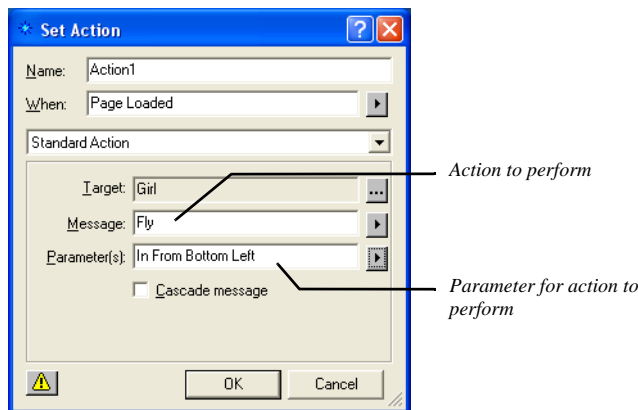 Set Action
Name: Action1
When: Page Loaded
Standard Action
Target: Girl
...
Action to perform
Message: Fly
Parameter(s): In From Bottom Left
Parameter for action to
perform
Cascade message
OK Cancel